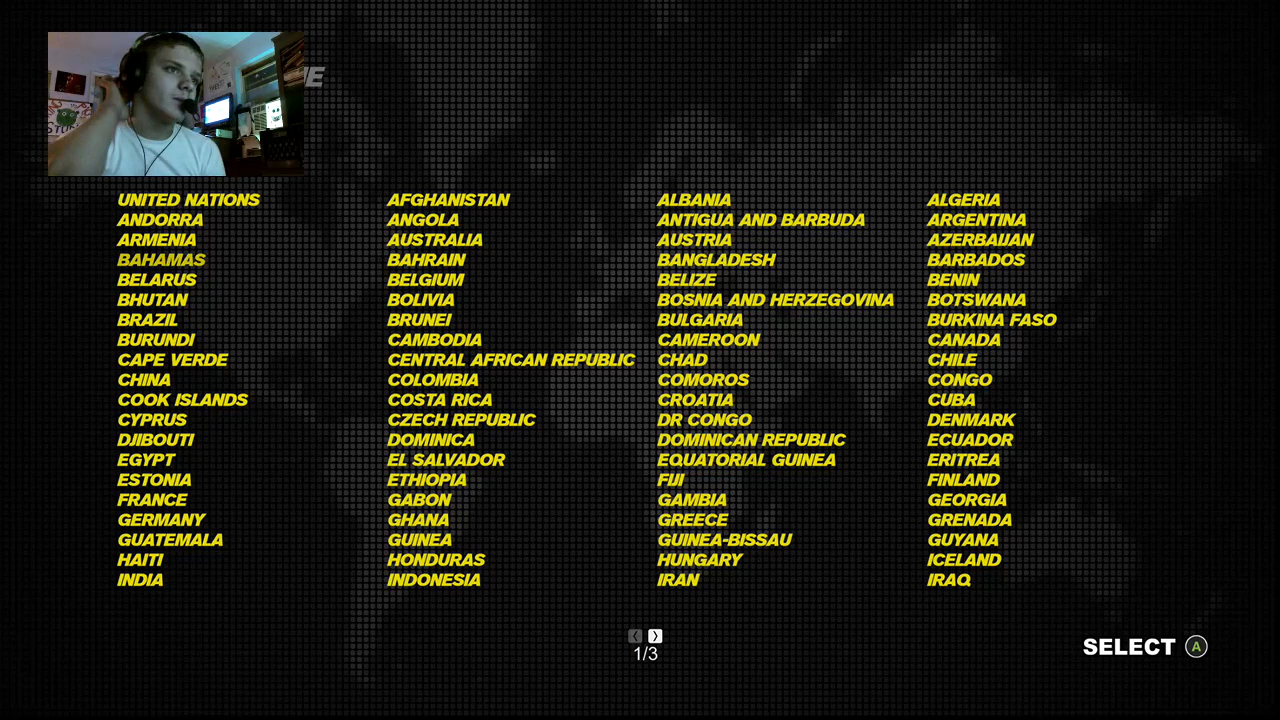 UNITED NATIONS AFGHANISTAN ALBANIA ALGERIA
ANDORRA ANGOLA ANTIGUA AND BARBUDA ARGENTINA
ARMENIA AUSTRALIA AUSTRIA AZERBAIJAN
BAHAMAS BAHRAIN BANGLADESH BARBADOS
BELARUS BELGIUM BELIZE BENIN
BHUTAN BOLIVIA BOSNIA AND HERZEGOVINA BOTSWANA
BRAZIL BRUNEI BULGARIA BURKINA FASO
BURUNDI CAMBODIA CAMEROON CANADA
CAPE VERDE CENTRAL AFRICAN REPUBLIC CHAD CHILE
CHINA COLOMBIA COMOROS CONGO
COOK ISLANDS COSTA RICA CROATIA CUBA
CYPRUS CZECH REPUBLIC DR CONGO DENMARK
DJIBOUTI DOMINICA DOMINICAN REPUBLIC ECUADOR
EGYPT EL SALVADOR EQUATORIAL GUINEA ERITREA
ESTONIA ETHIOPIA FIJI FINLAND
FRANCE GABON GAMBIA GEORGIA
GERMANY GHANA GREECE GRENADA
GUATEMALA GUINEA GUINEA-BISSAU GUYANA
HAITI HONDURAS HUNGARY ICELAND
INDIA INDONESIA IRAN IRAQ
1/3
SELECT A